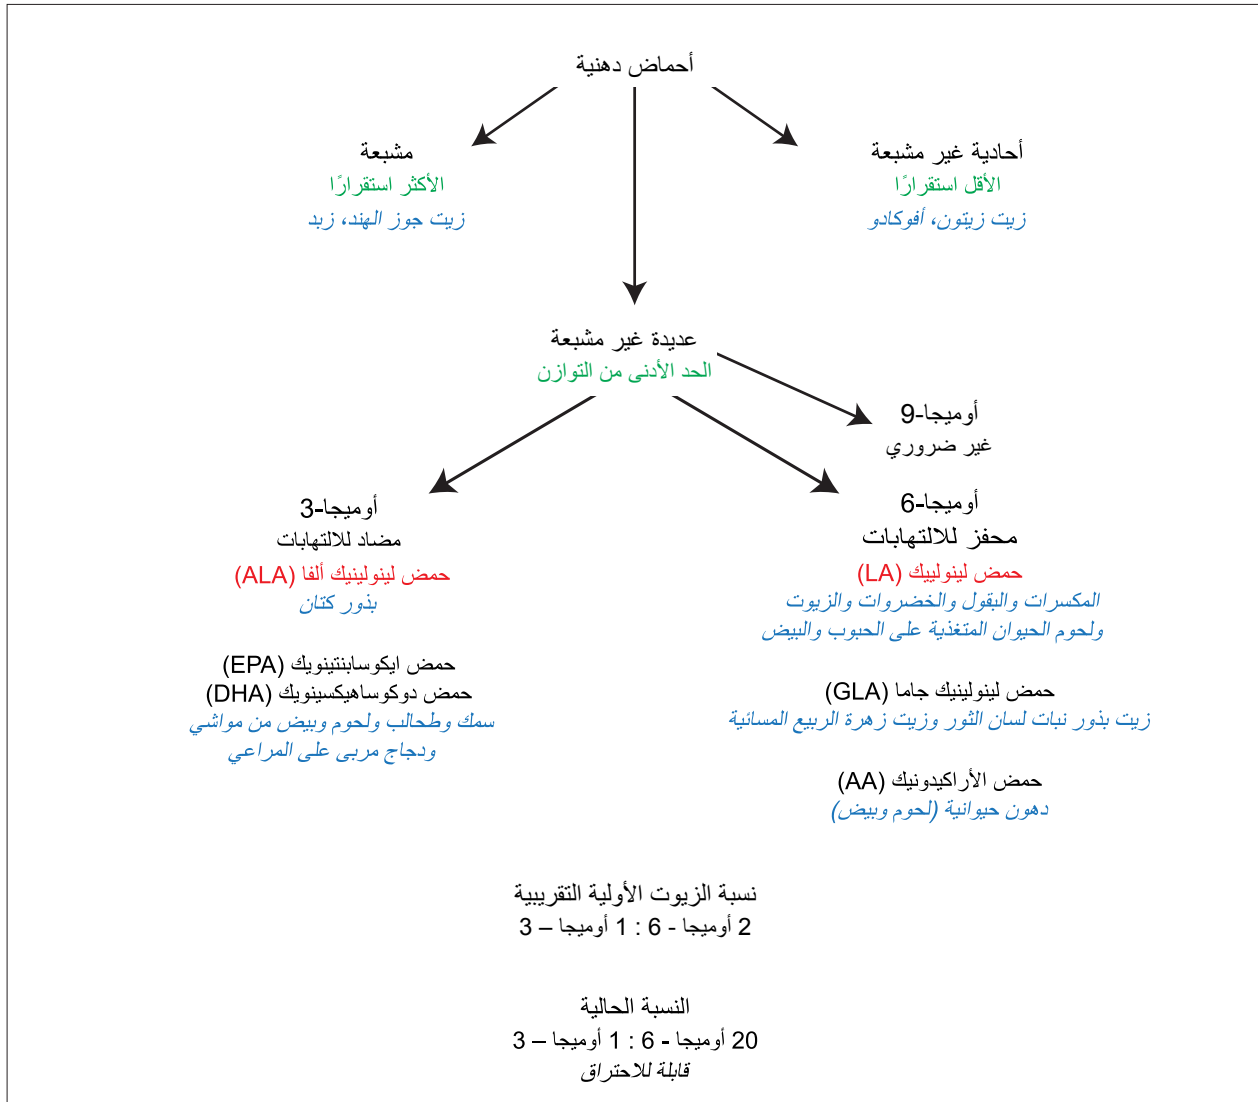 أحماض دهنية
أحادية غير مشبعة
الأقل استقرارًا
زيت زيتون، أفوكادو
مشبعة
الأكثر استقرارًا
زيت جوز الهند، زبد
عديدة غير مشبعة
الحد الأدنى من التوازن
أوميجا-9
غير ضروري
أوميجا-6
محفز للالتهابات
حمض لينولييك (LA)
المكسرات والبقول والخضروات والزيوت
ولحوم الحيوان المتغذية على الحبوب والبيض
حمض لينولينيك جاما (GLA)
زيت بذور نبات لسان الثور وزيت زهرة الربيع المسائية
حمض الأراكيدونيك (AA)
دهون حيوانية (لحوم وبيض)
أوميجا-3
مضاد للالتهابات
حمض لينولينيك ألفا (ALA)
بذور كتان
حمض ايكوسابنتينويك (EPA)
حمض دوكوساهيكسينويك (DHA)
سمك وطحالب ولحوم وبيض من مواشي
ودجاج مربى على المراعي
نسبة الزيوت الأولية التقريبية
2 أوميجا - 6 : 1 أوميجا – 3
النسبة الحالية
20 أوميجا - 6 : 1 أوميجا – 3
قابلة للاحتراق